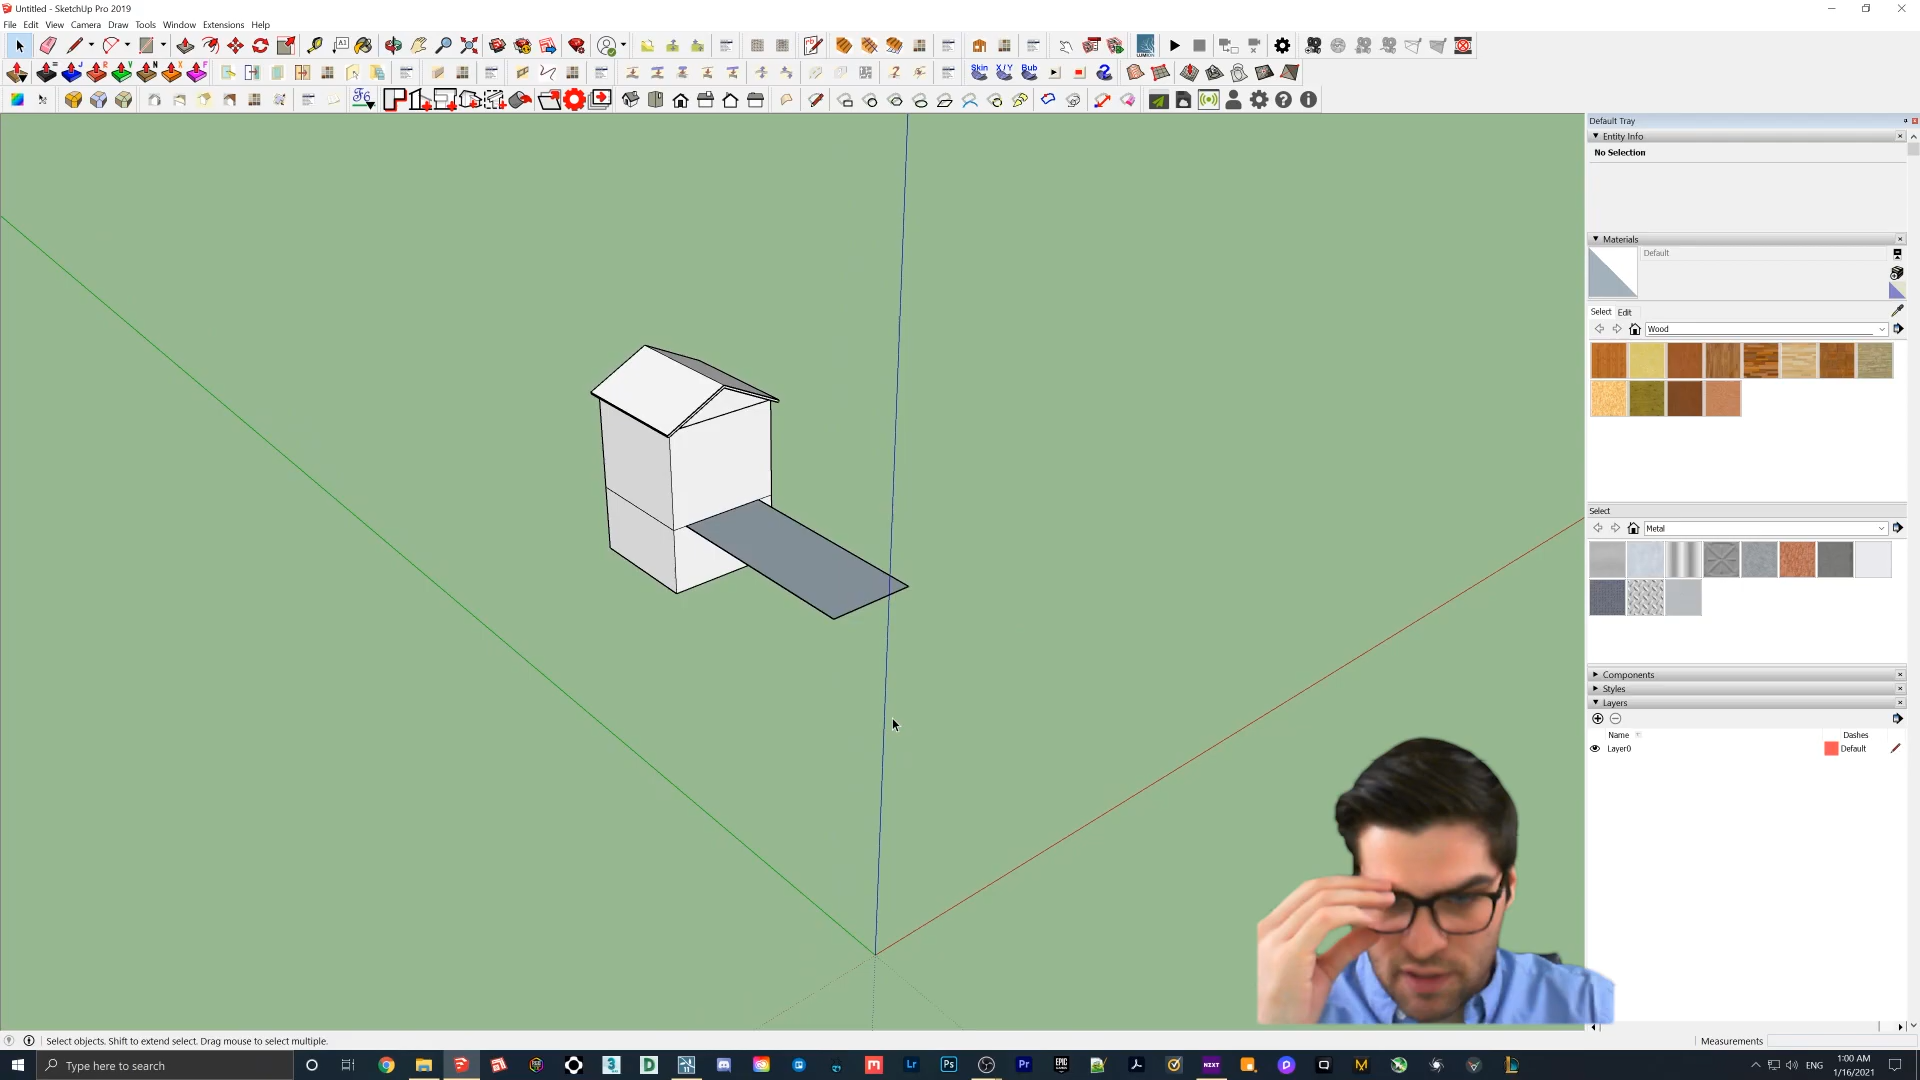 Untitled - SketchUp Pro 2019
File Edit View Camera Draw Tools Window Extensions Help
Skin X/Y Bub
Default Tray
Entity Info
No Selection
Materials
Default
Select Edit
Wood
Select
Metal
Components
Styles
Layers
Name Dashes
Layer0 Default
Select objects. Shift to extend select. Drag mouse to select multiple.
Measurements
Type here to search
ENG
1:00 AM
1/16/2021